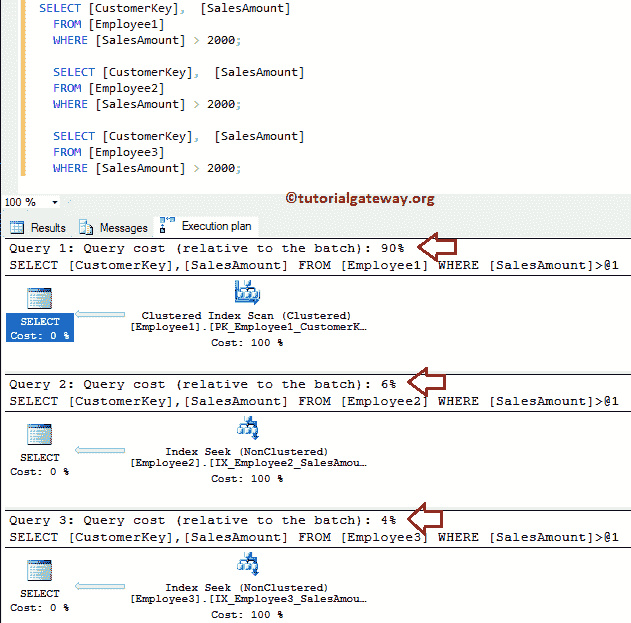 SELECT [CustomerKey],  [SalesAmount]
FROM [Employee1]
WHERE [SalesAmount] > 2000;
SELECT [CustomerKey],  [SalesAmount]
FROM [Employee2]
WHERE [SalesAmount] > 2000;
SELECT [CustomerKey],  [SalesAmount]
FROM [Employee3]
WHERE [SalesAmount] > 2000;
100 %
©tutorialgateway.org
Results Messages Execution plan
Query 1: Query cost (relative to the batch): 90%
SELECT [CustomerKey],[SalesAmount] FROM [Employee1] WHERE [SalesAmount]>@1
SELECT
Cost: 0 %
Clustered Index Scan (Clustered)
[Employee1].[PK_Employee1_CustomerK…
Cost: 100 %
Query 2: Query cost (relative to the batch): 6%
SELECT [CustomerKey],[SalesAmount] FROM [Employee2] WHERE [SalesAmount]>@1
SELECT
Cost: 0 %
Index Seek (NonClustered)
[Employee2].[IX_Employee2_SalesAmou…
Cost: 100 %
Query 3: Query cost (relative to the batch): 4%
SELECT [CustomerKey],[SalesAmount] FROM [Employee3] WHERE [SalesAmount]>@1
SELECT
Cost: 0 %
Index Seek (NonClustered)
[Employee3].[IX_Employee3_SalesAmou…
Cost: 100 %